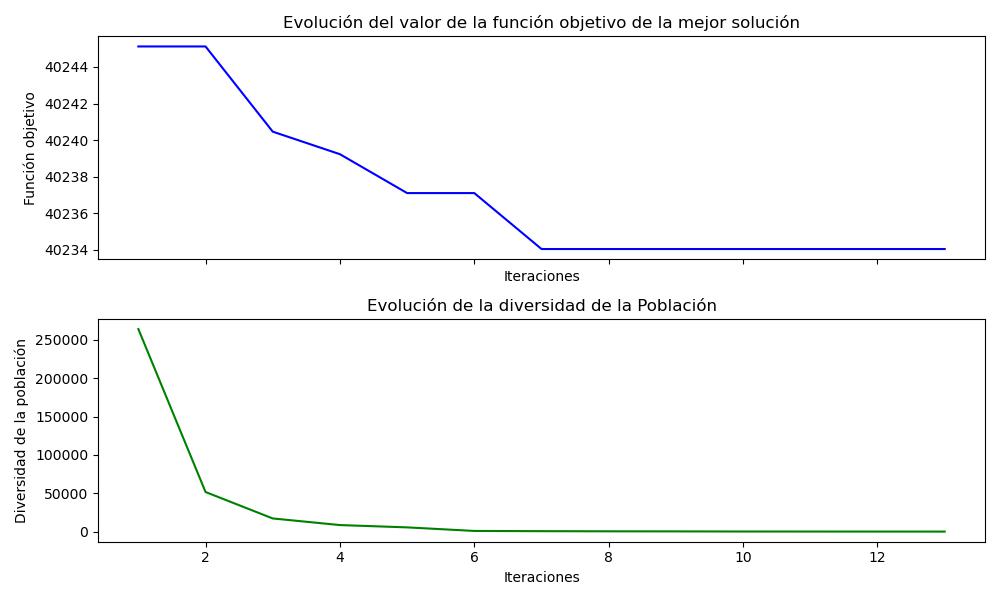 Evolución del valor de la función objetivo de la mejor solución
Función objetivo
40244
40242
40240
40238
40236
40234
Iteraciones
Evolución de la diversidad de la Población
Diversidad de la población
250000
200000
150000
100000
50000
0
2 4 6 8 10 12
Iteraciones